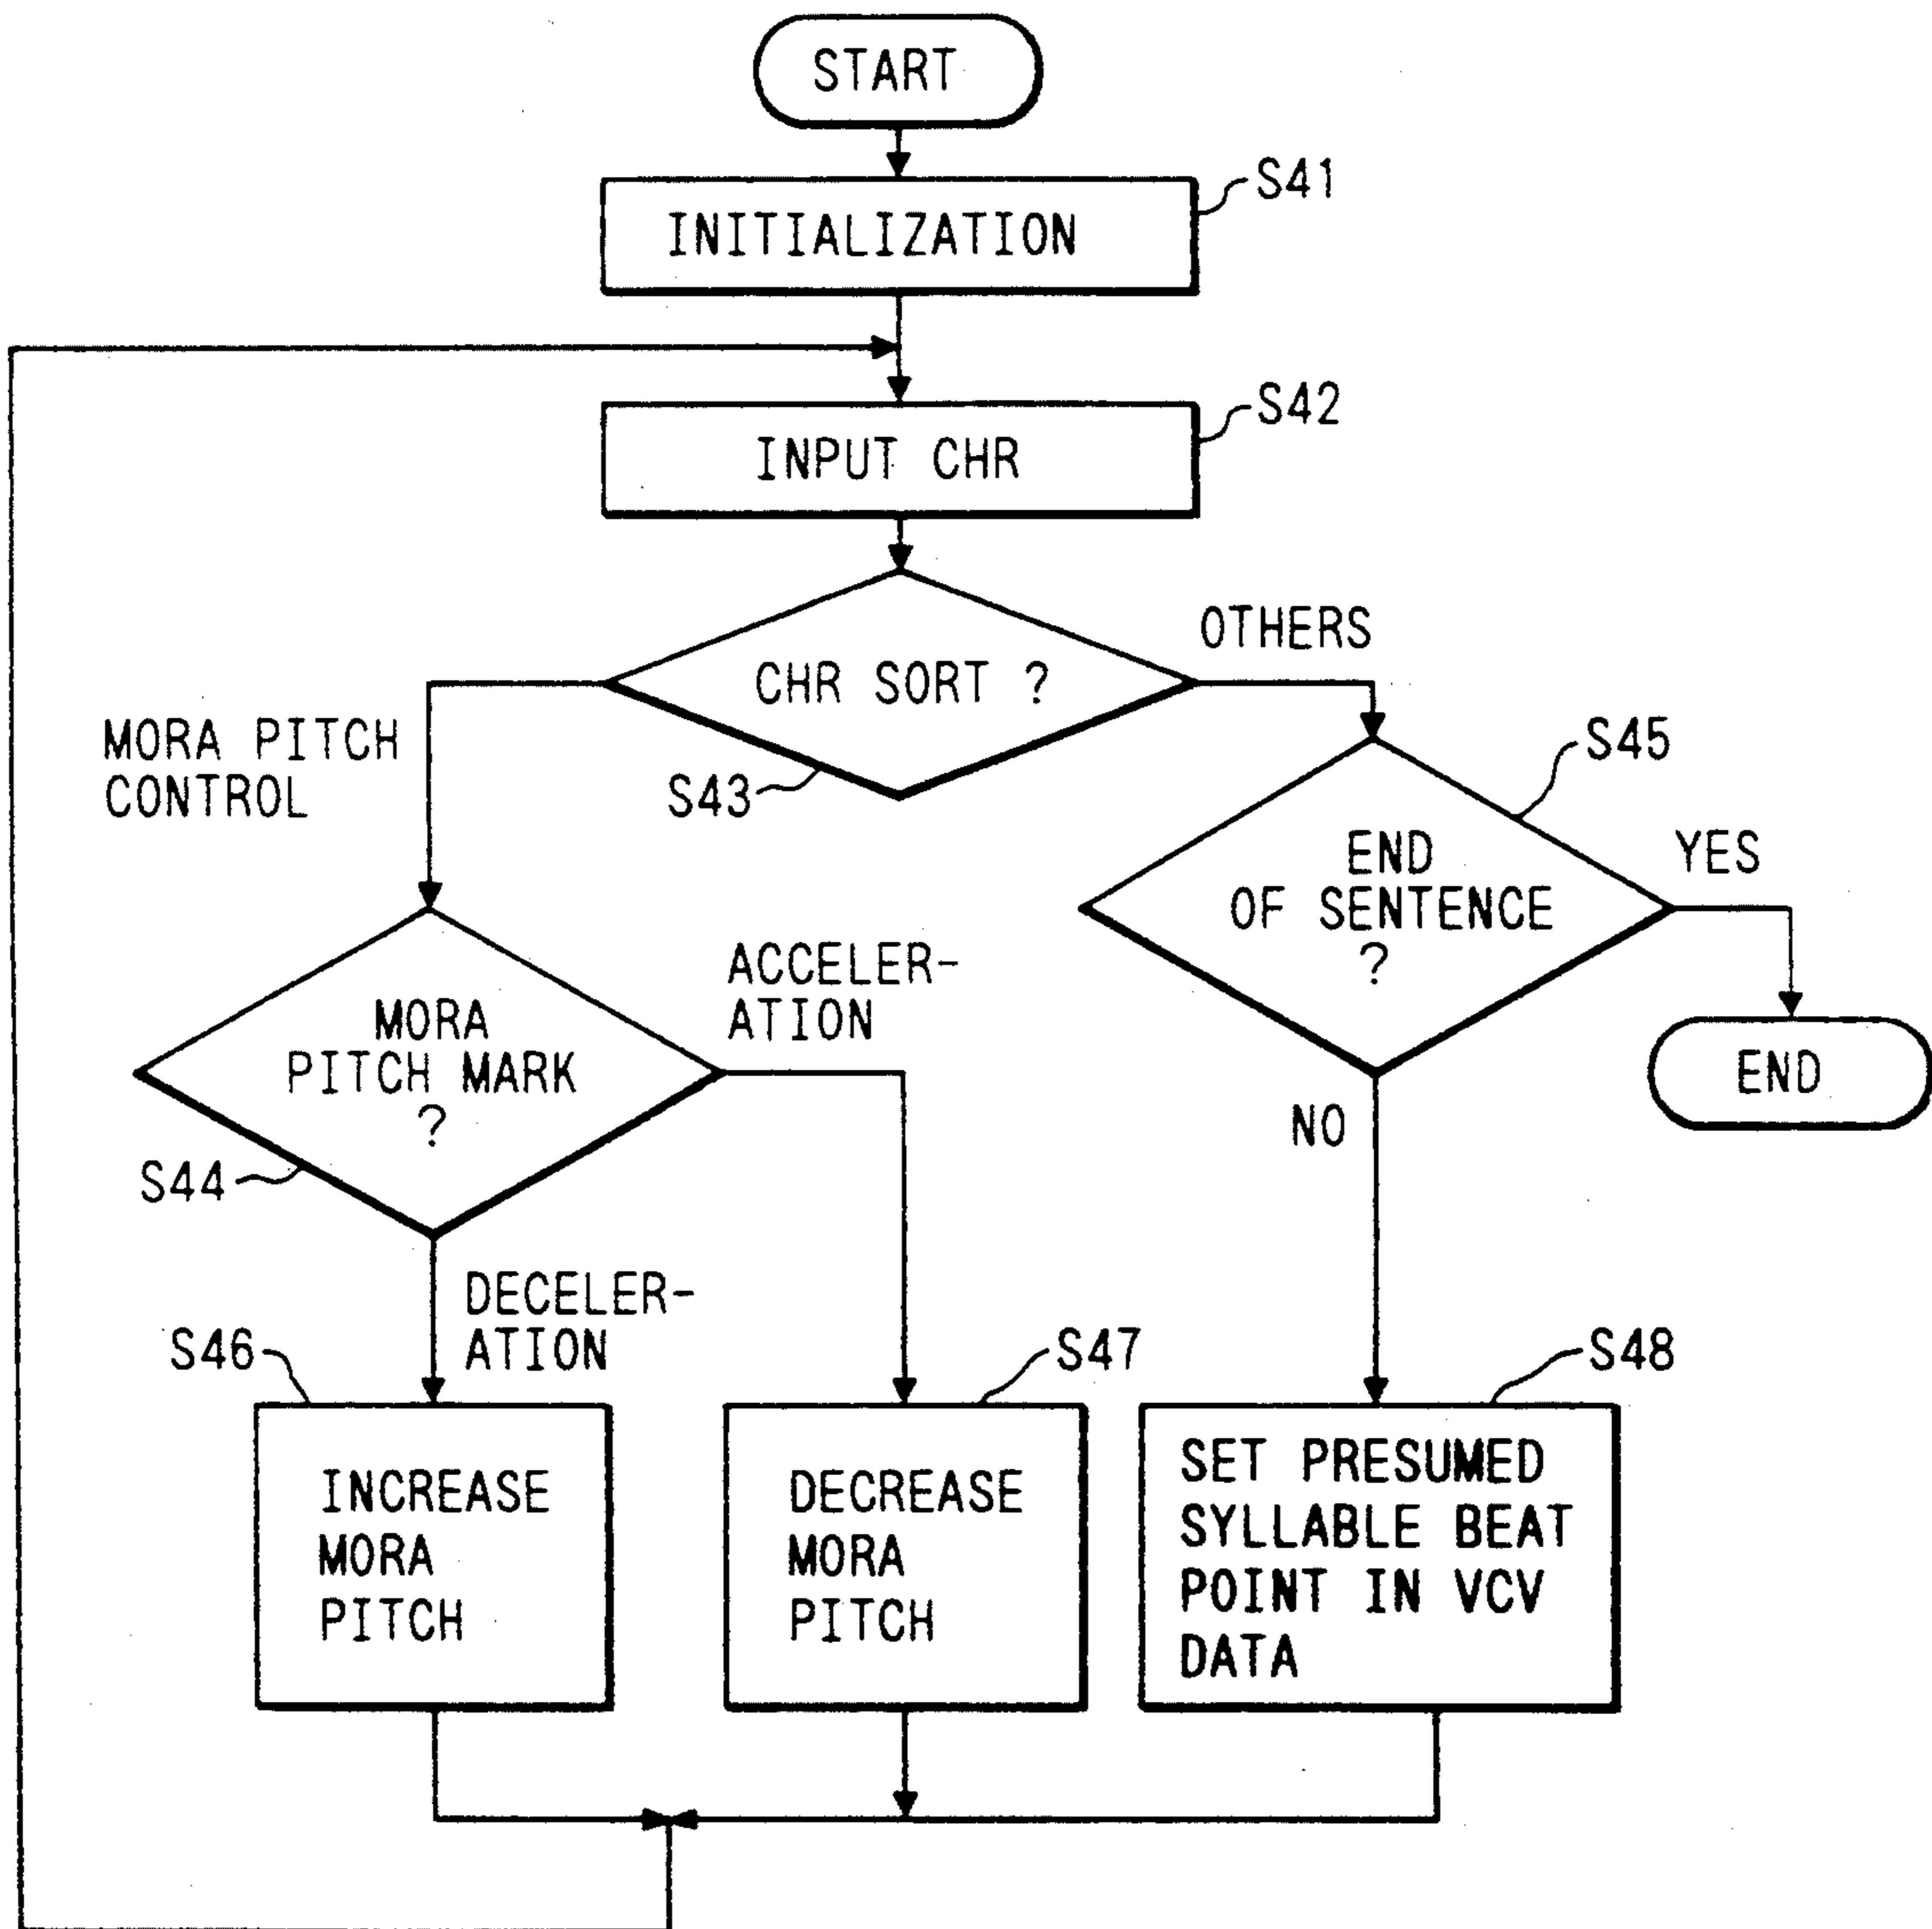 START
S41
INITIALIZATION
S42
INPUT CHR
OTHERS
CHR SORT ?
S43
MORA PITCH
CONTROL
S45
END
OF SENTENCE
?
YES
END
NO
ACCELER-
ATION
MORA
PITCH MARK
?
S44
DECELER-
ATION
S46
S47
S48
INCREASE
MORA
PITCH
DECREASE
MORA
PITCH
SET PRESUMED
SYLLABLE BEAT
POINT IN VCV
DATA